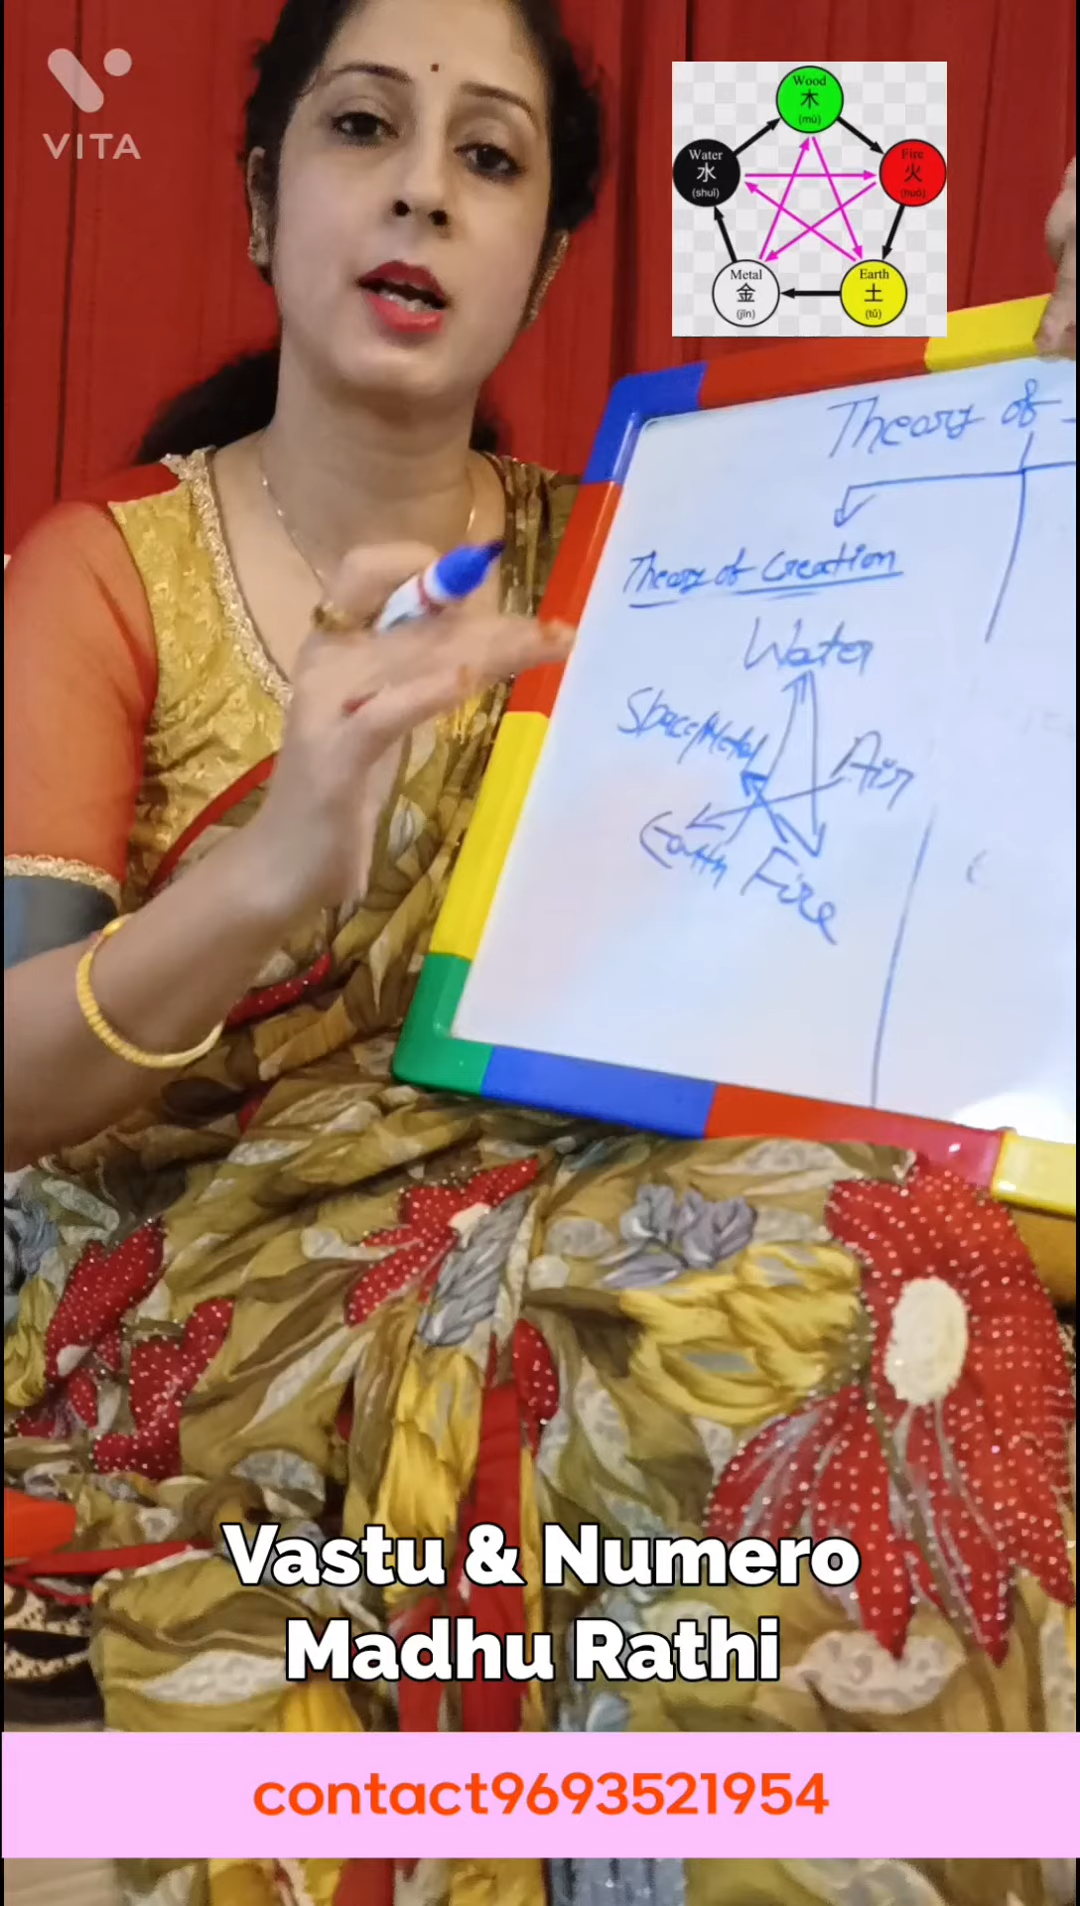 VITA
Wood
木
(mù)
Water
水
(shuǐ)
Fire
火
(huǒ)
Metal
金
(jīn)
Earth
土
(tǔ)
Theory of
Theory of Creation
Water
Space/Metal
Air
Earth
Fire
Vastu & Numero
Madhu Rathi
contact9693521954